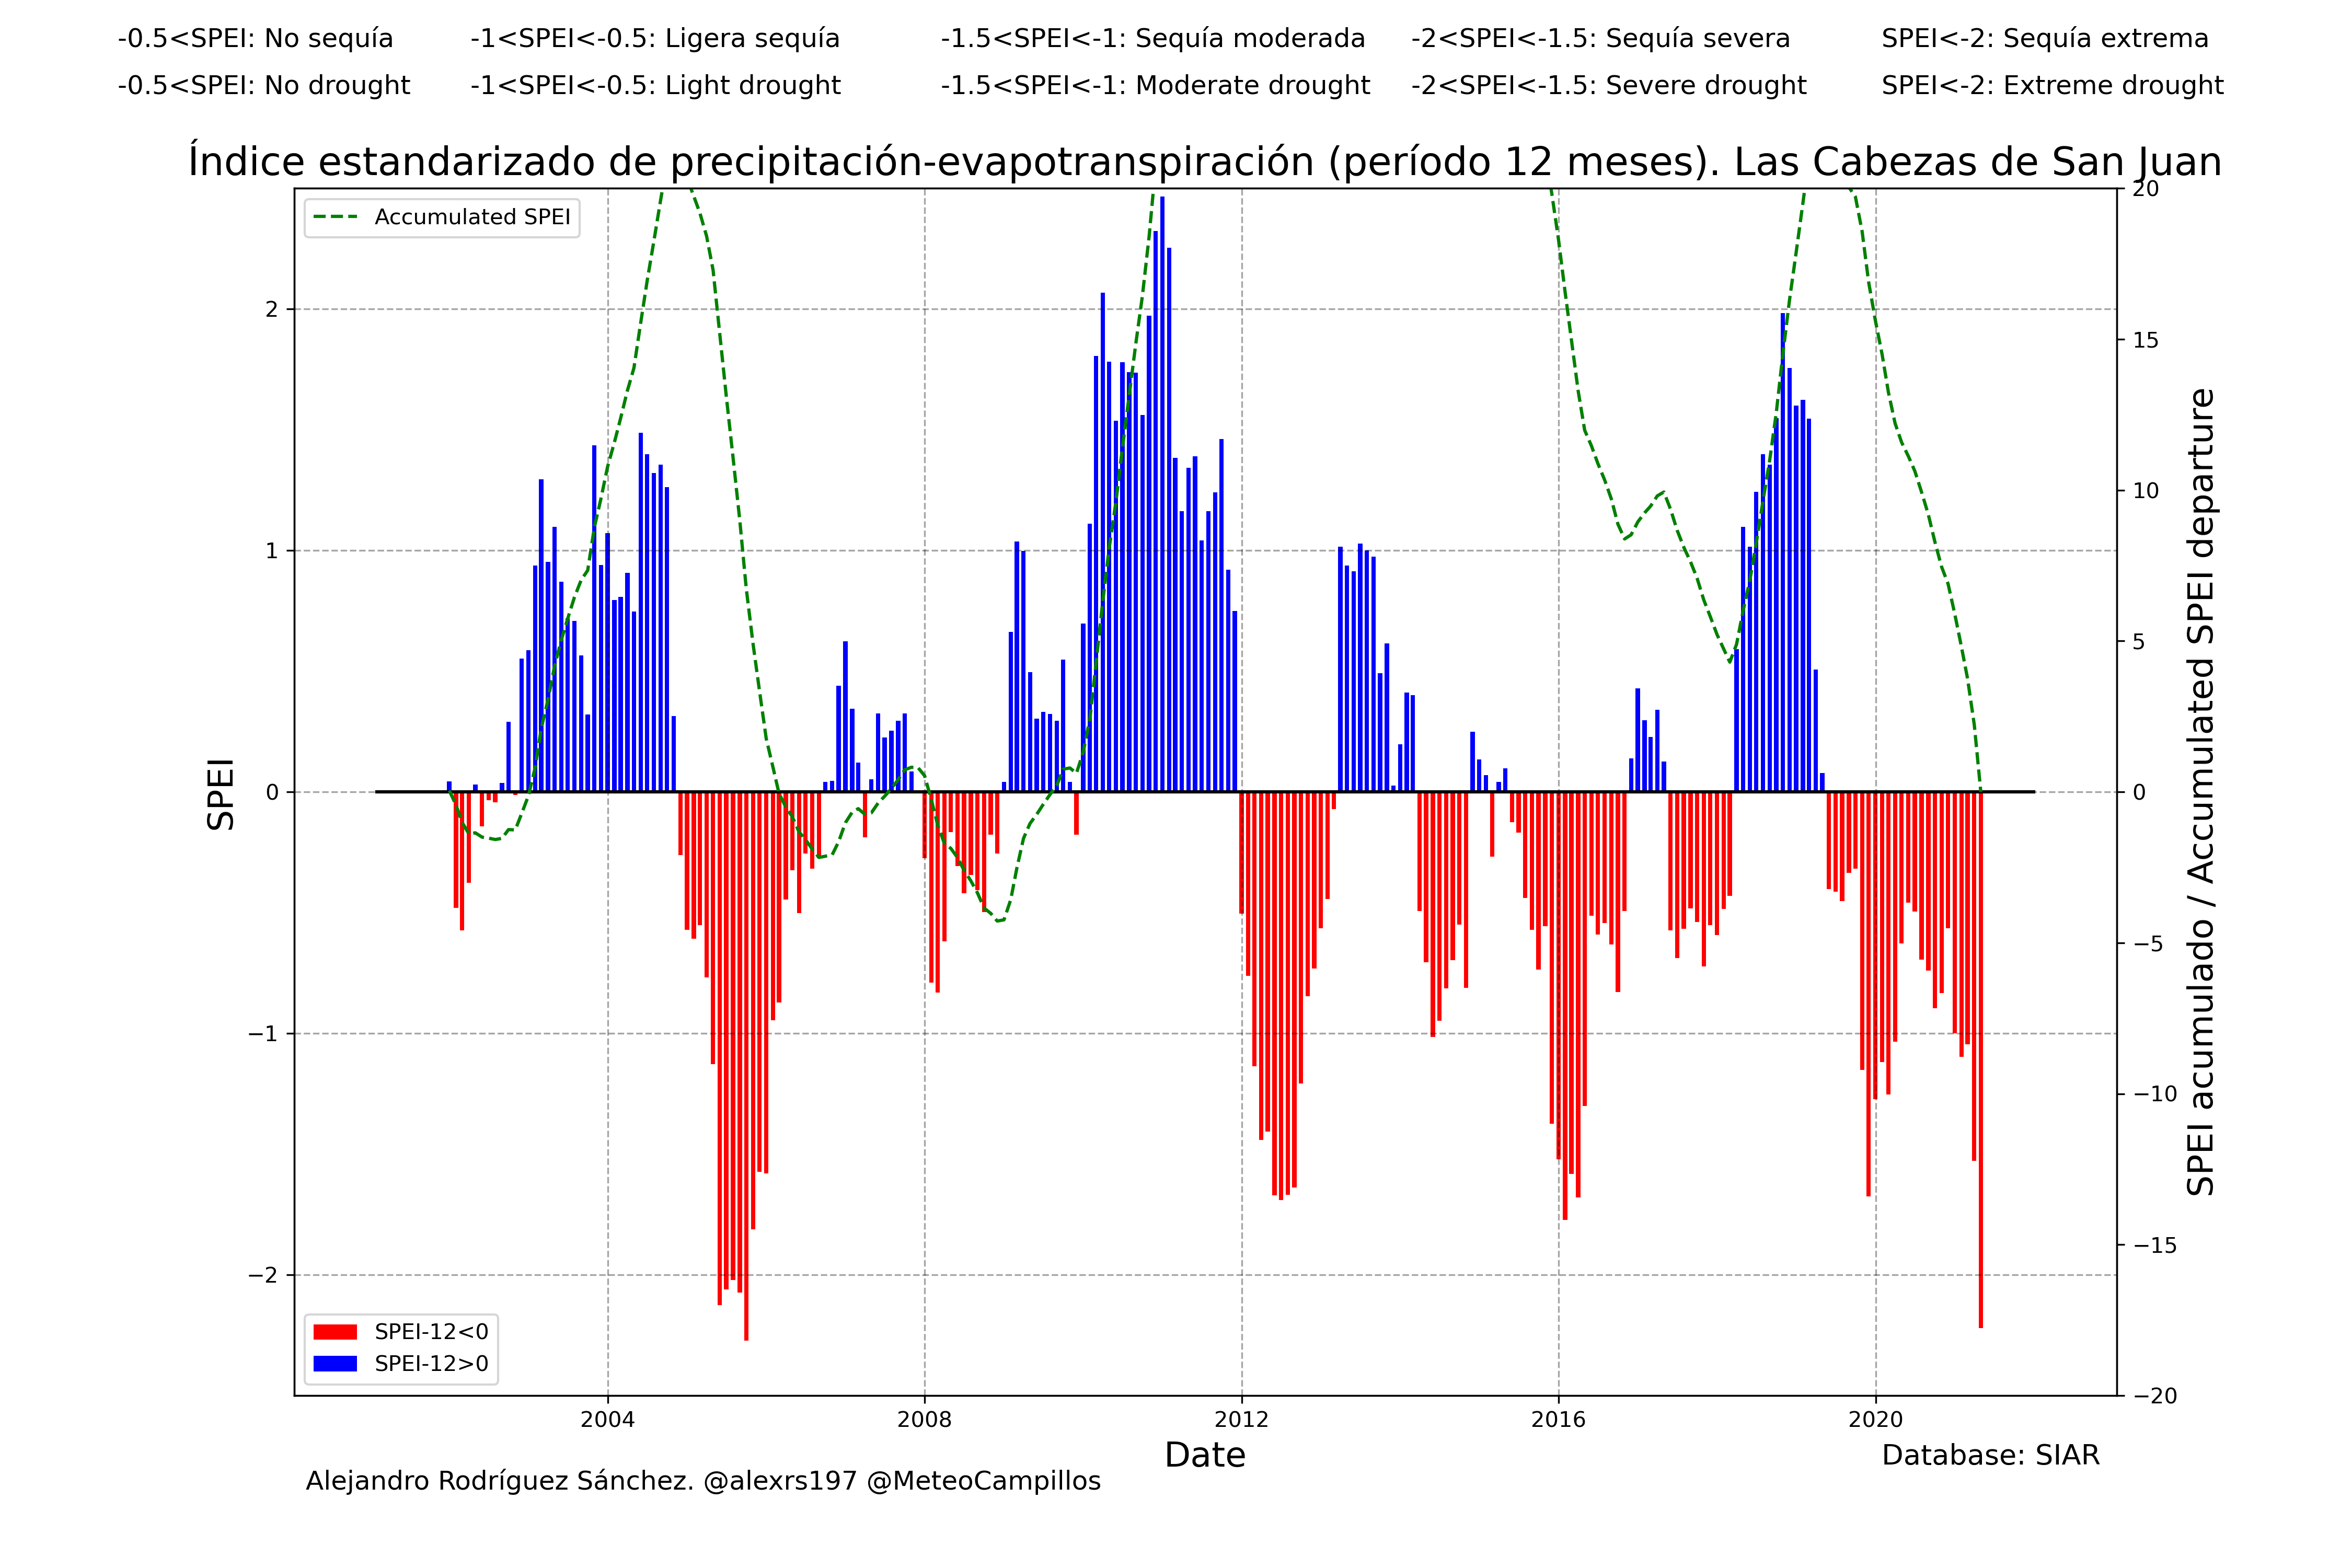 -0.5<SPEI: No sequía -1<SPEI<-0.5: Ligera sequía -1.5<SPEI<-1: Sequía moderada -2<SPEI<-1.5: Sequía severa SPEI<-2: Sequía extrema
-0.5<SPEI: No drought -1<SPEI<-0.5: Light drought -1.5<SPEI<-1: Moderate drought -2<SPEI<-1.5: Severe drought SPEI<-2: Extreme drought
Índice estandarizado de precipitación-evapotranspiración (período 12 meses). Las Cabezas de San Juan
Accumulated SPEI
SPEI
2
1
0
−1
−2
20
15
10
5
0
−5
−10
−15
−20
SPEI acumulado / Accumulated SPEI departure
SPEI-12<0
SPEI-12>0
2004 2008 2012 2016 2020
Date
Database: SIAR
Alejandro Rodríguez Sánchez. @alexrs197 @MeteoCampillos